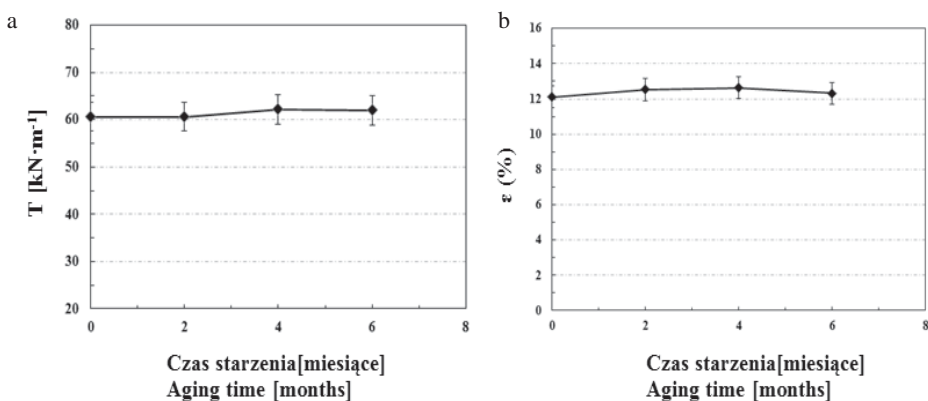 a
80
70
60
50
40
30
20
T [kN·m⁻¹]
0 2 4 6 8
Czas starzenia[miesiące]
Aging time [months]
b
16
14
12
10
8
6
4
2
0
ε (%)
0 2 4 6 8
Czas starzenia[miesiące]
Aging time [months]